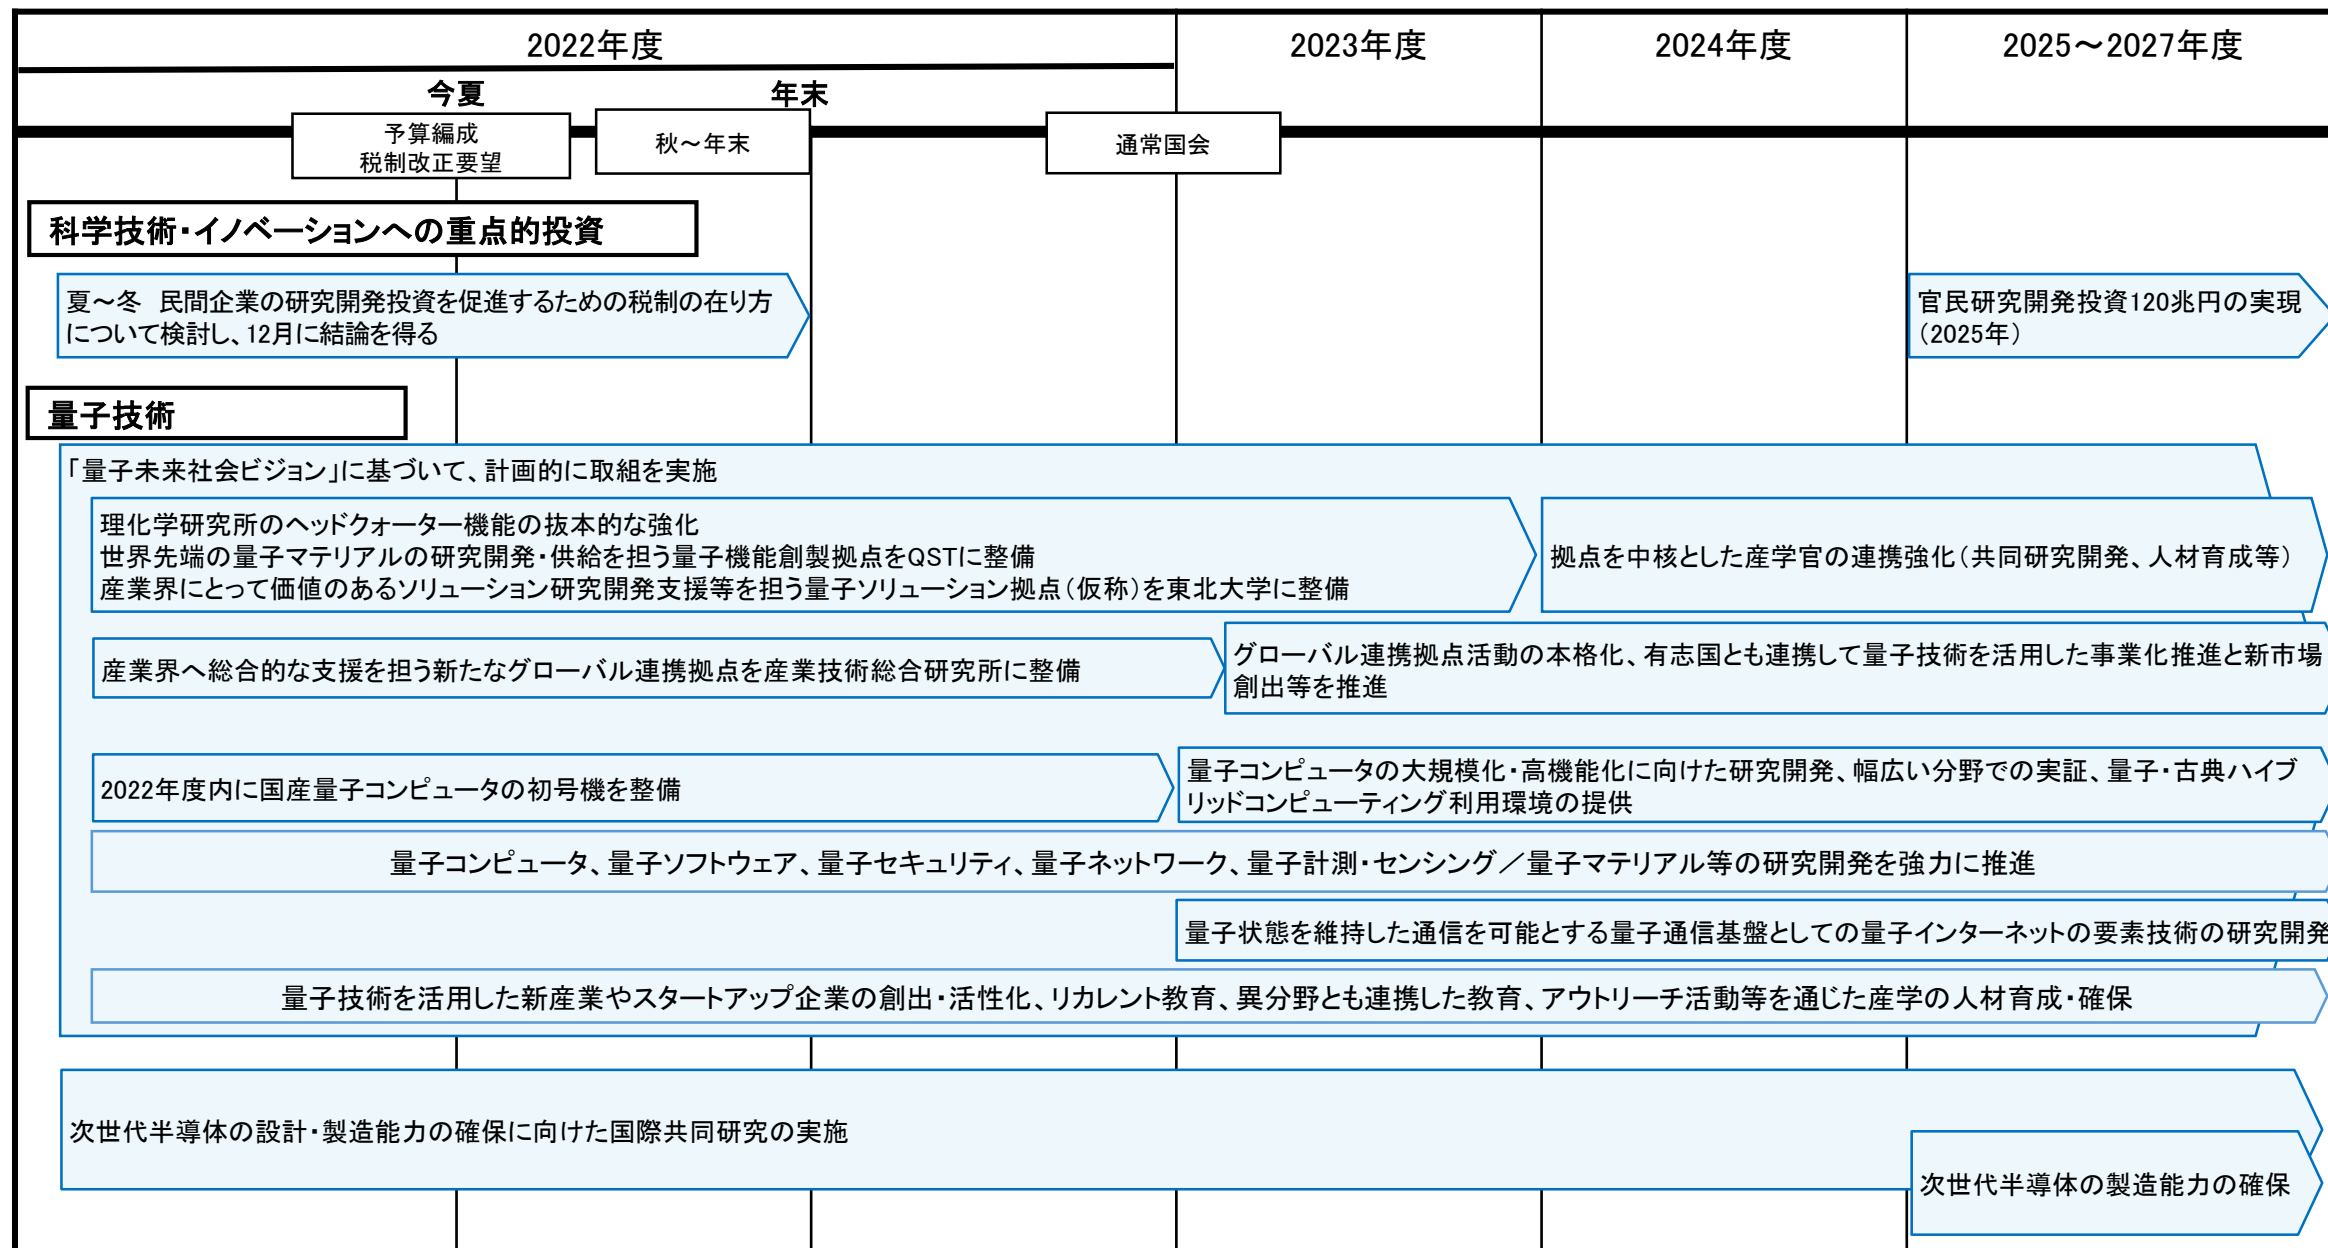 2022年度
2023年度
2024年度
2025～2027年度
今夏
年末
予算編成
税制改正要望
秋～年末
通常国会
科学技術・イノベーションへの重点的投資
夏～冬　民間企業の研究開発投資を促進するための税制の在り方
について検討し、12月に結論を得る
官民研究開発投資120兆円の実現
（2025年）
量子技術
「量子未来社会ビジョン」に基づいて、計画的に取組を実施
理化学研究所のヘッドクォーター機能の抜本的な強化
世界先端の量子マテリアルの研究開発・供給を担う量子機能創製拠点をQSTに整備
産業界にとって価値のあるソリューション研究開発支援等を担う量子ソリューション拠点（仮称）を東北大学に整備
拠点を中核とした産学官の連携強化（共同研究開発、人材育成等）
産業界へ総合的な支援を担う新たなグローバル連携拠点を産業技術総合研究所に整備
グローバル連携拠点活動の本格化、有志国とも連携して量子技術を活用した事業化推進と新市場
創出等を推進
2022年度内に国産量子コンピュータの初号機を整備
量子コンピュータの大規模化・高機能化に向けた研究開発、幅広い分野での実証、量子・古典ハイブ
リッドコンピューティング利用環境の提供
量子コンピュータ、量子ソフトウェア、量子セキュリティ、量子ネットワーク、量子計測・センシング／量子マテリアル等の研究開発を強力に推進
量子状態を維持した通信を可能とする量子通信基盤としての量子インターネットの要素技術の研究開発
量子技術を活用した新産業やスタートアップ企業の創出・活性化、リカレント教育、異分野とも連携した教育、アウトリーチ活動等を通じた産学の人材育成・確保
次世代半導体の設計・製造能力の確保に向けた国際共同研究の実施
次世代半導体の製造能力の確保